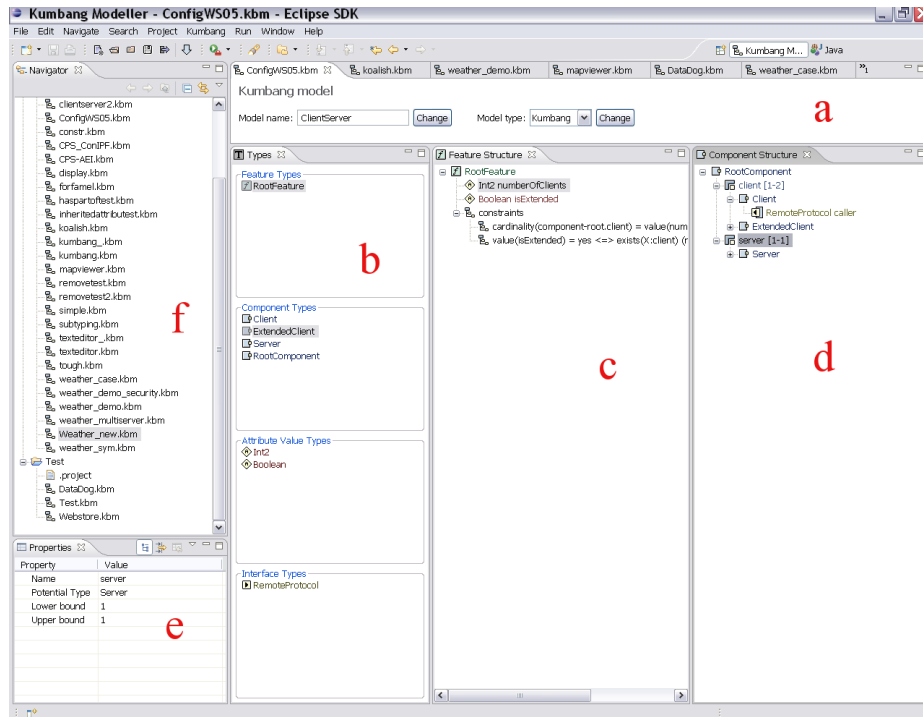 Kumbang Modeller - ConfigWS05.kbm - Eclipse SDK
File Edit Navigate Search Project Kumbang Run Window Help
Kumbang M... Java
Navigator
clientserver2.kbm
ConfigWS05.kbm
constr.kbm
CPS_ConIPF.kbm
CPS-AEI.kbm
display.kbm
forfamel.kbm
haspartoftest.kbm
inheritedattributetest.kbm
koalish.kbm
kumbang_.kbm
kumbang.kbm
mapviewer.kbm
removetest.kbm
removetest2.kbm
simple.kbm
subtyping.kbm
texteditor_.kbm
texteditor.kbm
tough.kbm
weather_case.kbm
weather_demo_security.kbm
weather_demo.kbm
weather_multiserver.kbm
Weather_new.kbm
weather_sym.kbm
Test
.project
DataDog.kbm
Test.kbm
Webstore.kbm
f
Properties
Property Value
Name server
Potential Type Server
Lower bound 1
Upper bound 1
e
ConfigWS05.kbm koalish.kbm weather_demo.kbm mapviewer.kbm DataDog.kbm weather_case.kbm »1
Kumbang model
Model name: ClientServer Change Model type: Kumbang Change
a
Types
Feature Types
RootFeature
b
Component Types
Client
ExtendedClient
Server
RootComponent
Attribute Value Types
Int2
Boolean
Interface Types
RemoteProtocol
Feature Structure
RootFeature
Int2 numberOfClients
Boolean isExtended
constraints
cardinality(component-root.client) = value(num
value(isExtended) = yes <=> exists(X:client) (r
c
Component Structure
RootComponent
client [1-2]
Client
RemoteProtocol caller
ExtendedClient
server [1-1]
Server
d